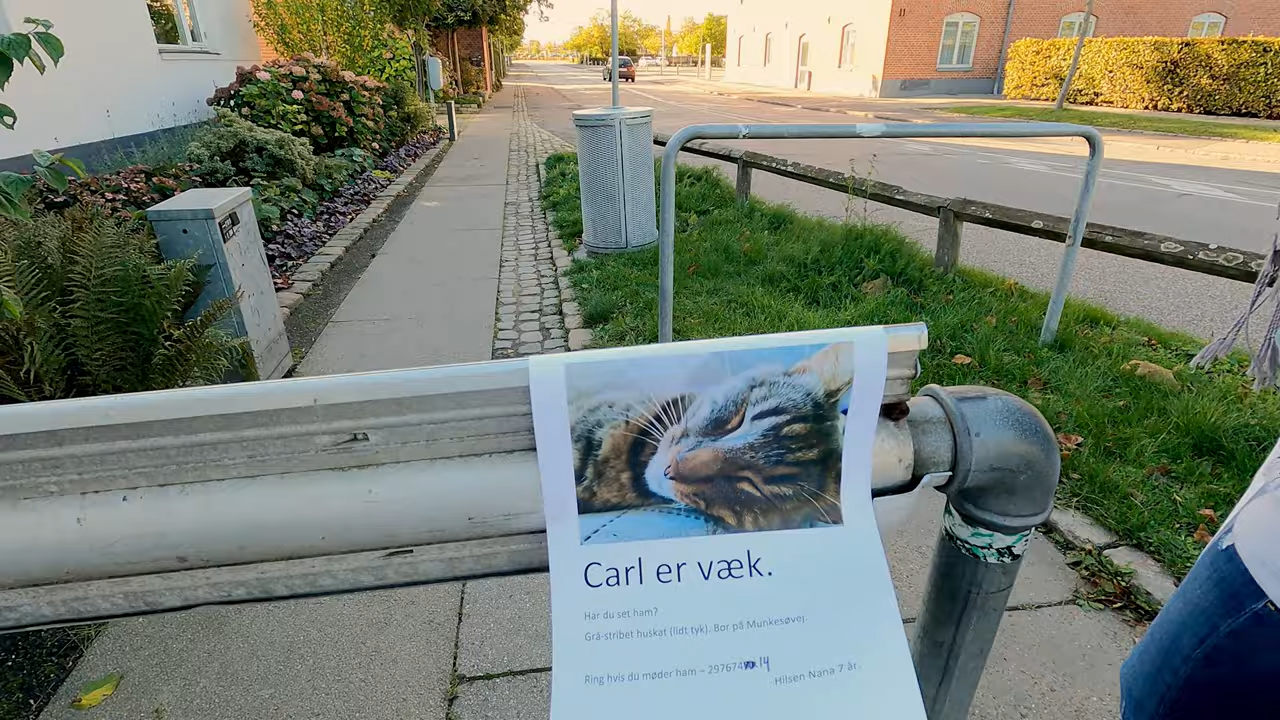 Carl er væk.
Har du set ham?
Grå-stribet huskat (lidt tyk). Bor på Munkesøvej.
Ring hvis du møder ham – 297674
Hilsen Nana 7 år.